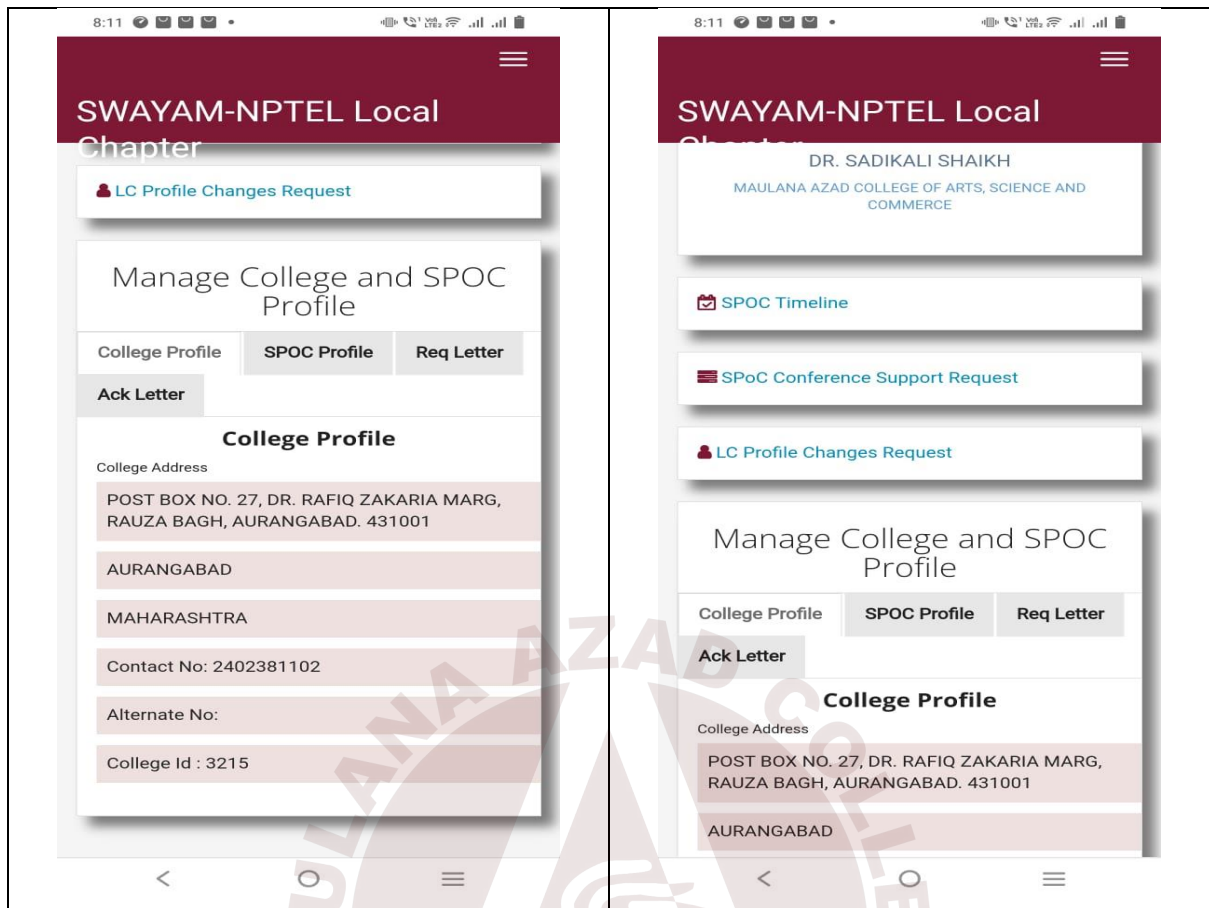 8:11
SWAYAM-NPTEL Local
Chapter
LC Profile Changes Request
Manage College and SPOC
Profile
College Profile SPOC Profile Req Letter
Ack Letter
College Profile
College Address
POST BOX NO. 27, DR. RAFIQ ZAKARIA MARG,
RAUZA BAGH, AURANGABAD. 431001
AURANGABAD
MAHARASHTRA
Contact No: 2402381102
Alternate No:
College Id : 3215
8:11
SWAYAM-NPTEL Local
Chapter
DR. SADIKALI SHAIKH
MAULANA AZAD COLLEGE OF ARTS, SCIENCE AND
COMMERCE
SPOC Timeline
SPoC Conference Support Request
LC Profile Changes Request
Manage College and SPOC
Profile
College Profile SPOC Profile Req Letter
Ack Letter
College Profile
College Address
POST BOX NO. 27, DR. RAFIQ ZAKARIA MARG,
RAUZA BAGH, AURANGABAD. 431001
AURANGABAD
ULANA AZAD COLLE